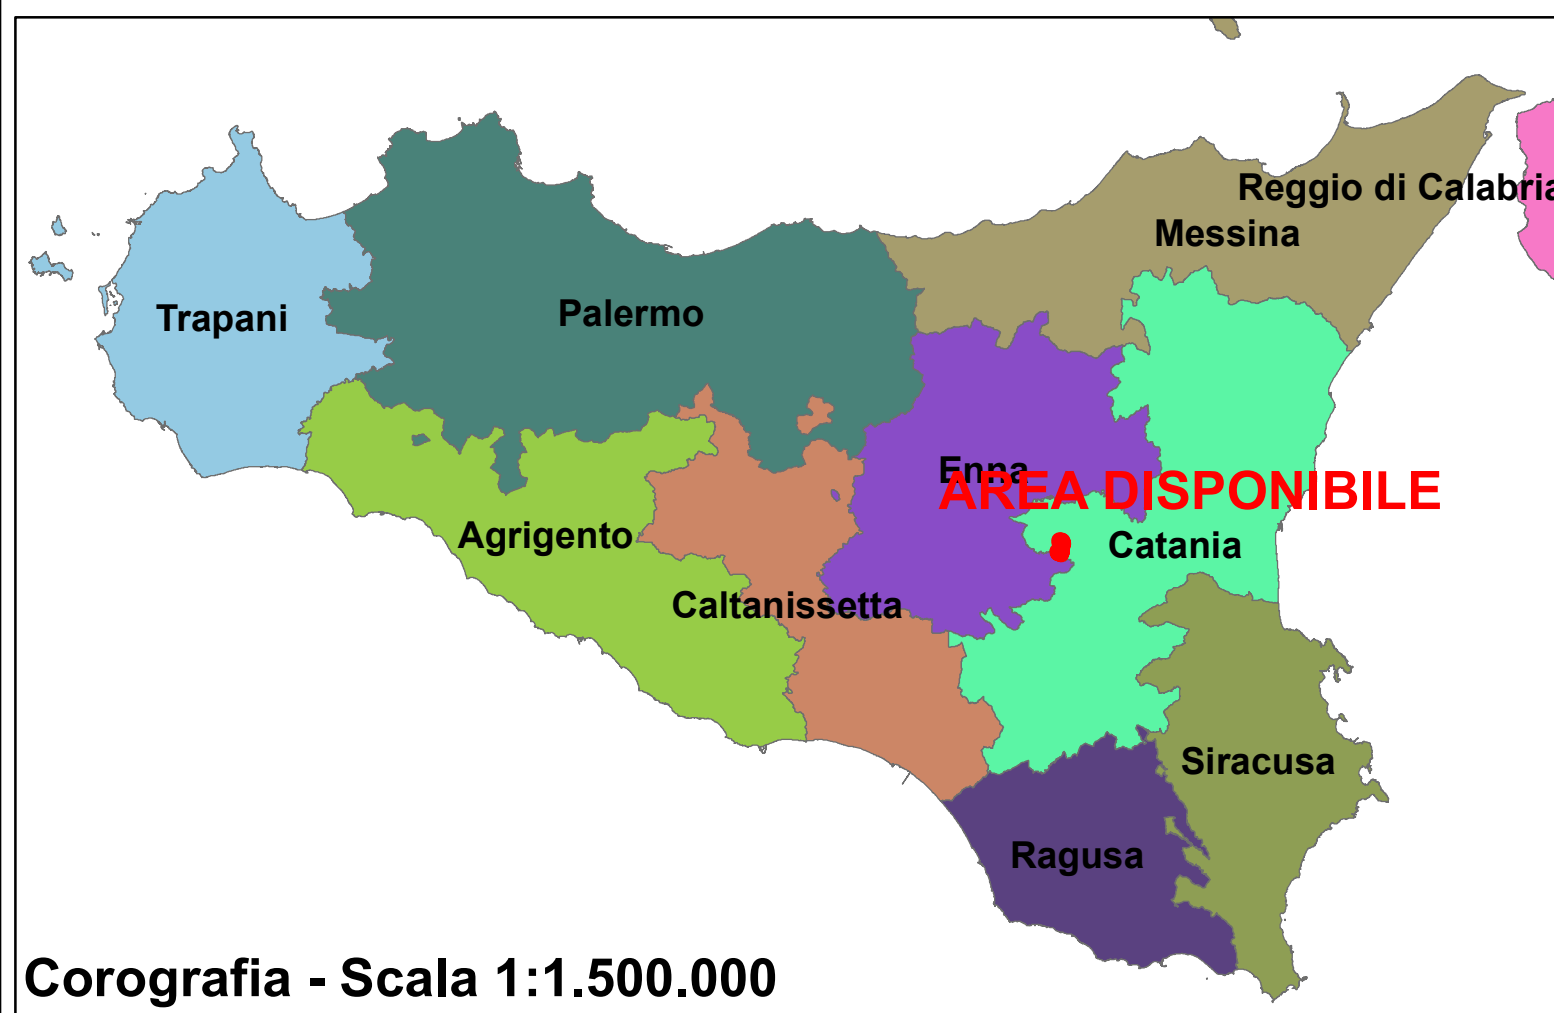 Reggio di Calabria
Messina
Trapani
Palermo
Enna
AREA DISPONIBILE
Agrigento
Catania
Caltanissetta
Siracusa
Ragusa
Corografia - Scala 1:1.500.000